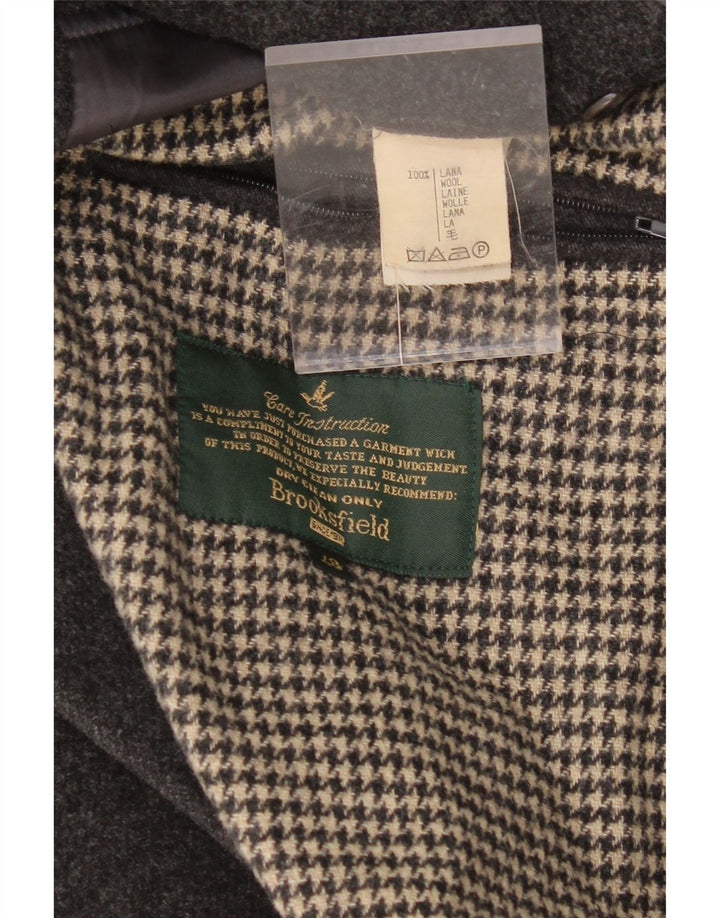 100% LANA
WOOL
LAINE
WOLLE
LANA
LA
毛
P
Care Instruction
YOU HAVE JUST PURCHASED A GARMENT WICH
IS A COMPLIMENT TO YOUR TASTE AND JUDGEMENT.
IN ORDER TO PRESERVE THE BEAUTY
OF THIS PRODUCT, WE ESPECIALLY RECOMMEND:
DRY CLEAN ONLY
Brooksfield